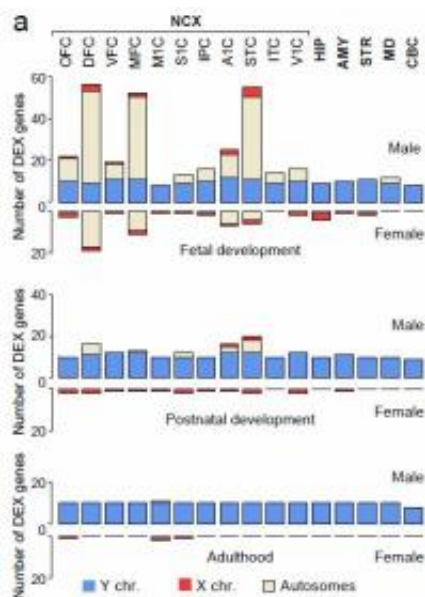 a
NCX
OFC DFC VFC MFC M1C S1C IPC A1C STC ITC V1C HIP AMY STR MD CBC
Number of DEX genes
60
40
20
0
20
Male
Female
Fetal development
Number of DEX genes
40
20
0
20
Male
Female
Postnatal development
Number of DEX genes
20
0
20
Male
Female
Adulthood
Y chr. X chr. Autosomes